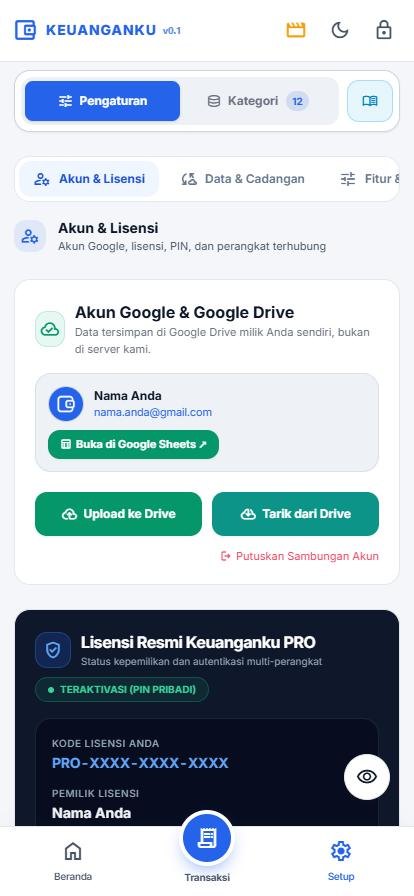 KEUANGANKU v0.1
Pengaturan
Kategori 12
Akun & Lisensi
Data & Cadangan
Fitur &
Akun & Lisensi
Akun Google, lisensi, PIN, dan perangkat terhubung
Akun Google & Google Drive
Data tersimpan di Google Drive milik Anda sendiri, bukan
di server kami.
Nama Anda
nama.anda@gmail.com
Buka di Google Sheets ↗
Upload ke Drive
Tarik dari Drive
Putuskan Sambungan Akun
Lisensi Resmi Keuanganku PRO
Status kepemilikan dan autentikasi multi-perangkat
TERAKTIVASI (PIN PRIBADI)
KODE LISENSI ANDA
PRO-XXXX-XXXX-XXXX
PEMILIK LISENSI
Nama Anda
Beranda
Transaksi
Setup